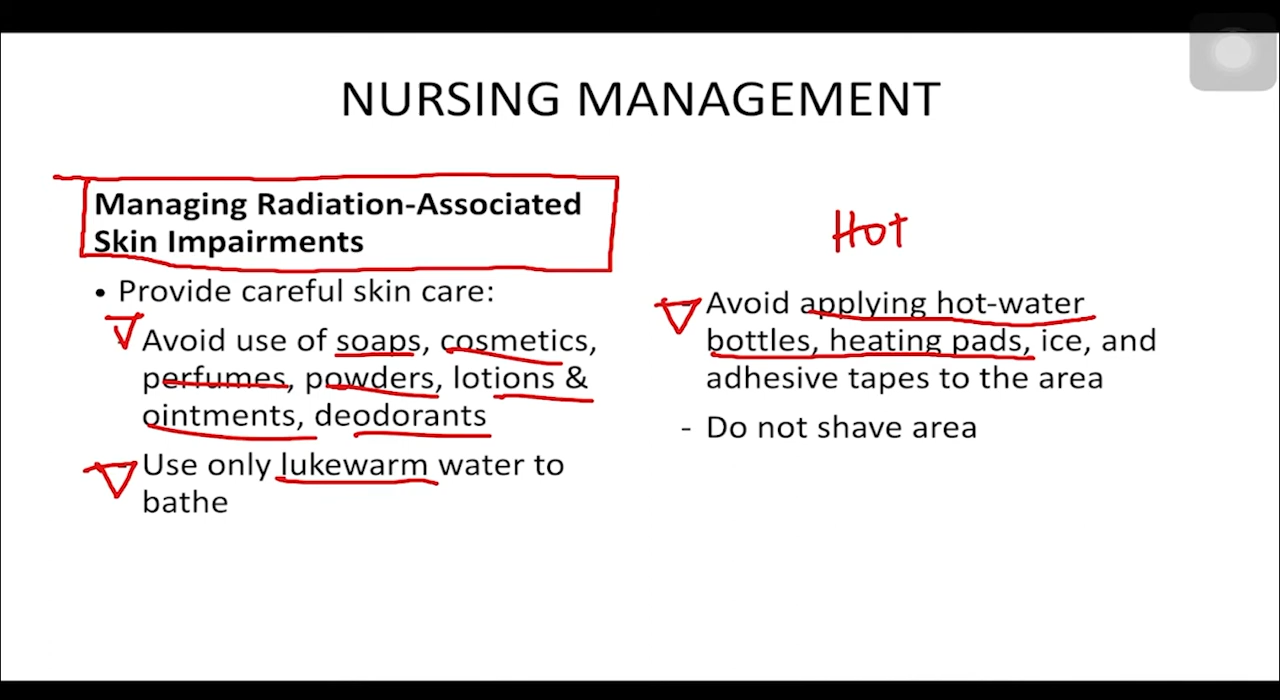 NURSING MANAGEMENT
Managing Radiation-Associated
Skin Impairments
• Provide careful skin care:
Avoid use of soaps, cosmetics,
perfumes, powders, lotions &
ointments, deodorants
Use only lukewarm water to
bathe
Hot
Avoid applying hot-water
bottles, heating pads, ice, and
adhesive tapes to the area
- Do not shave area